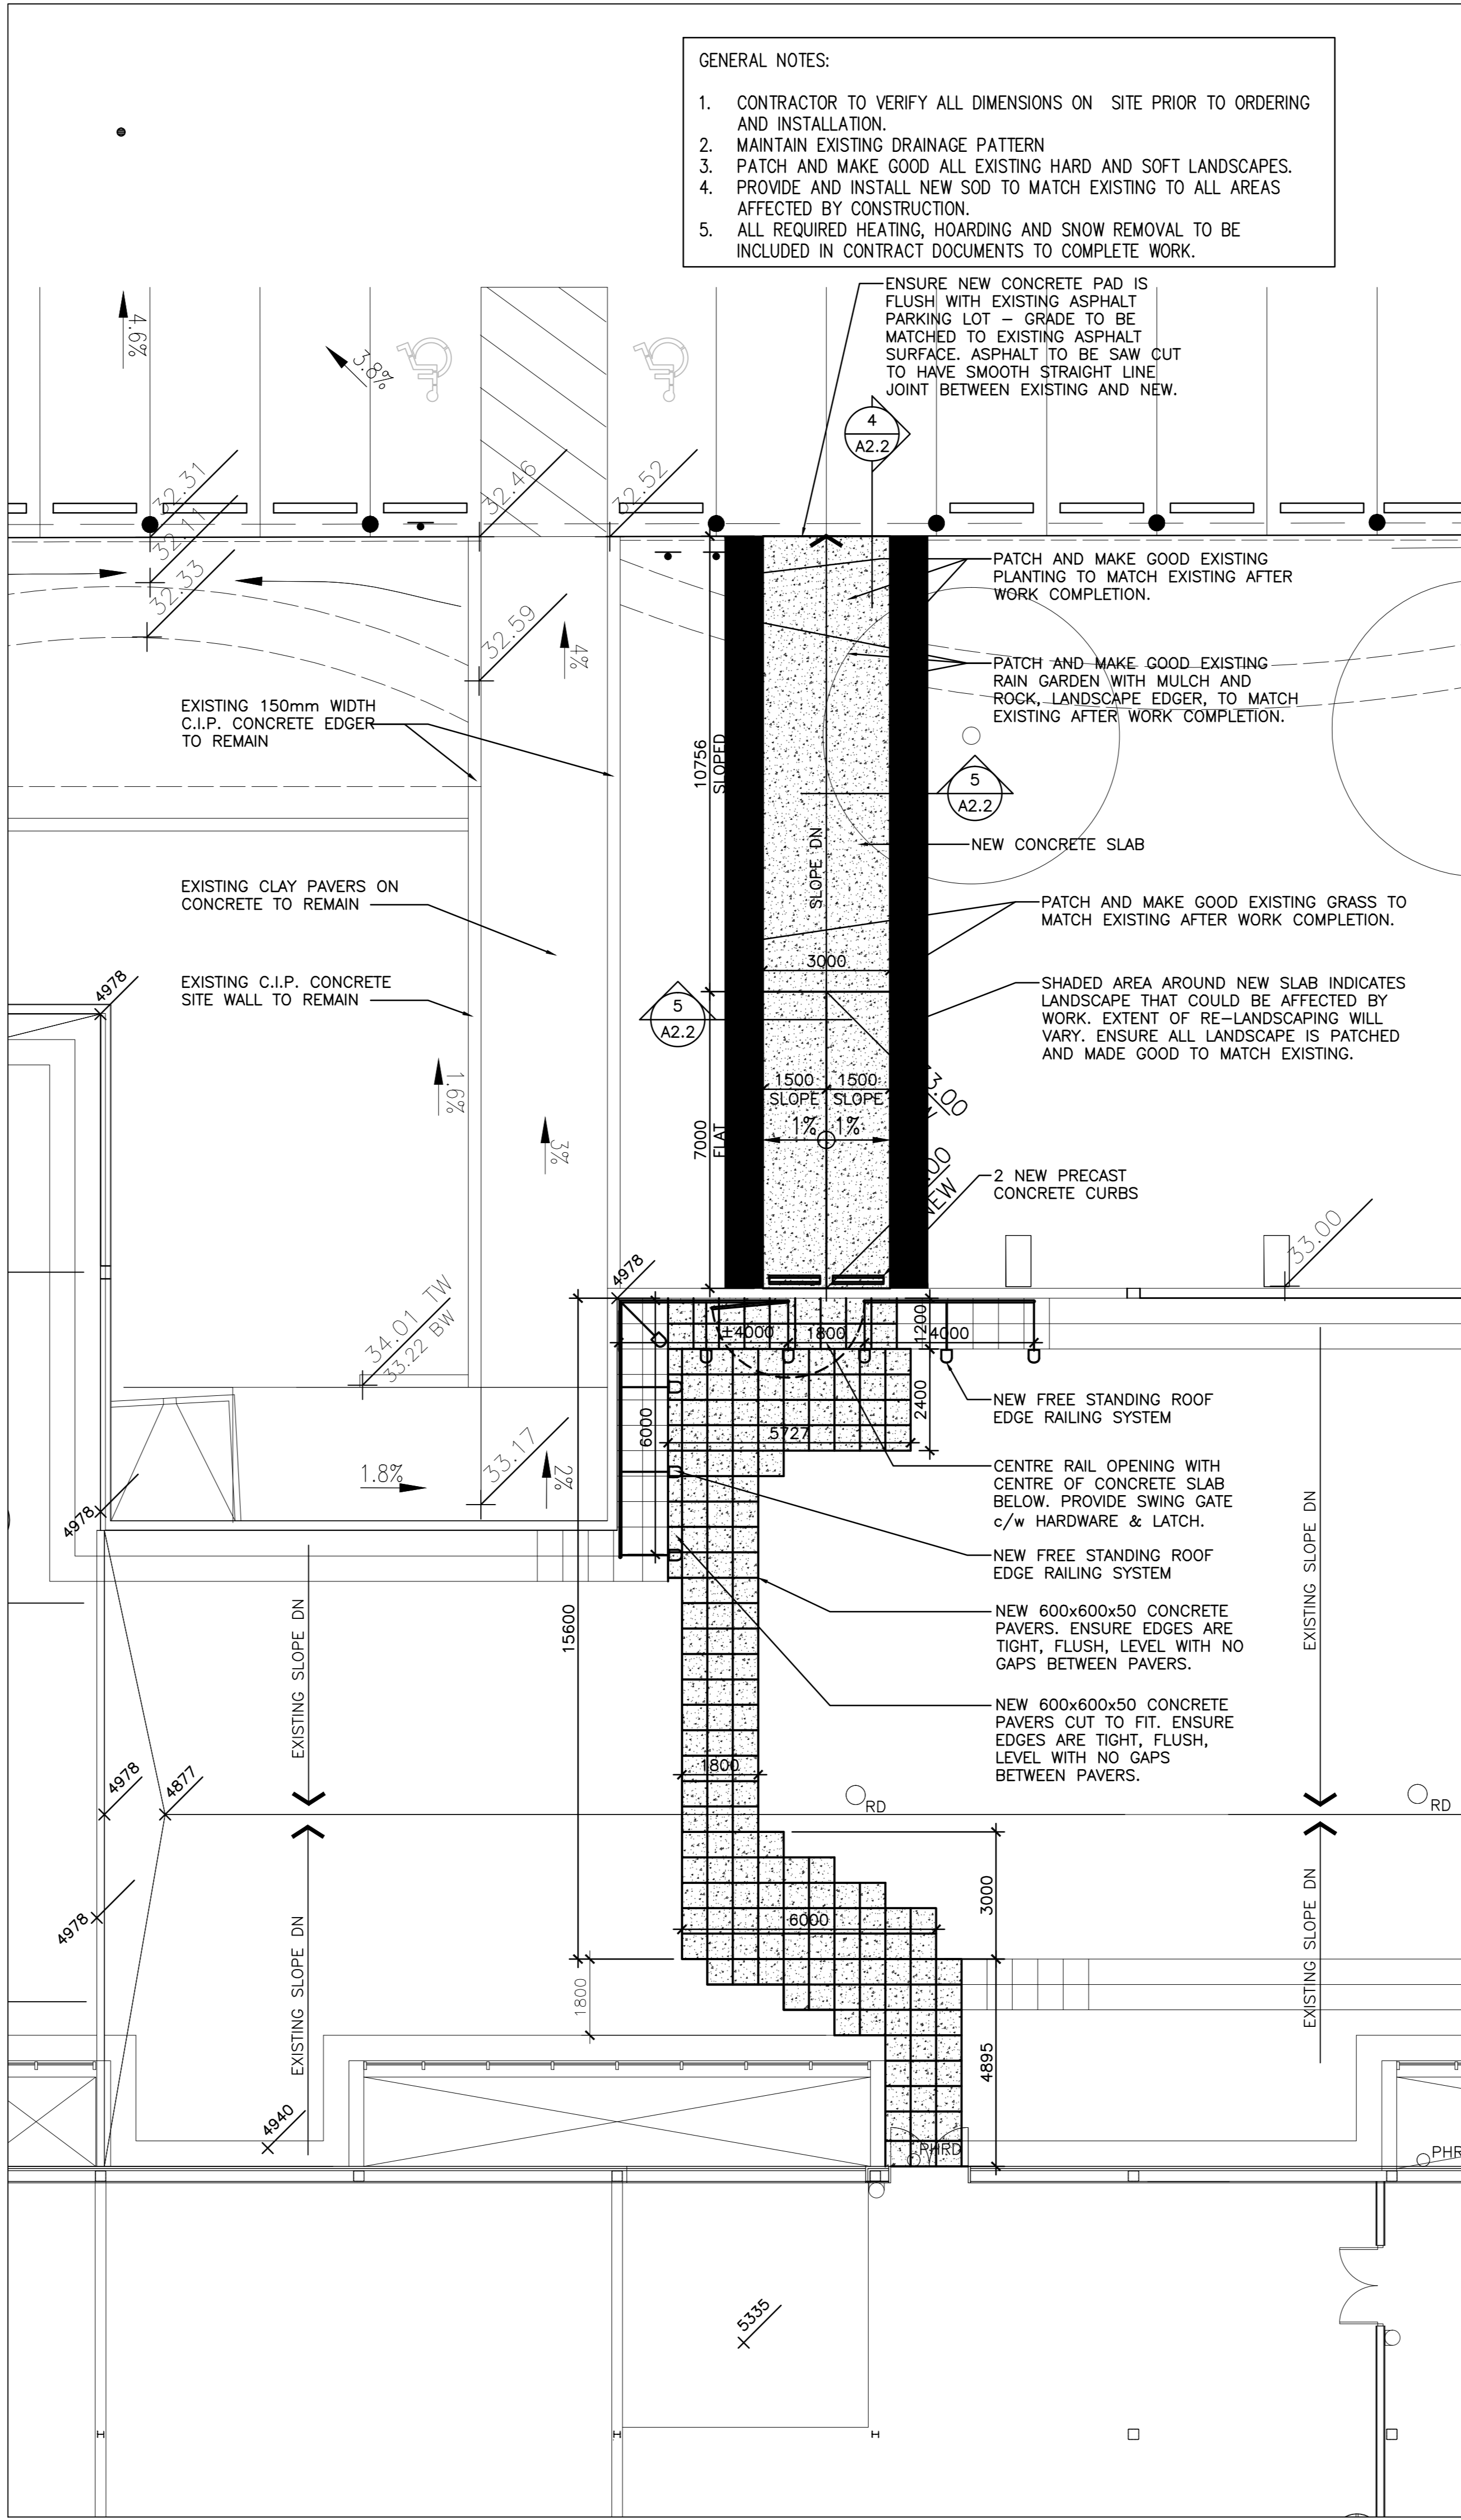 GENERAL NOTES:
1. CONTRACTOR TO VERIFY ALL DIMENSIONS ON SITE PRIOR TO ORDERING
AND INSTALLATION.
2. MAINTAIN EXISTING DRAINAGE PATTERN
3. PATCH AND MAKE GOOD ALL EXISTING HARD AND SOFT LANDSCAPES.
4. PROVIDE AND INSTALL NEW SOD TO MATCH EXISTING TO ALL AREAS
AFFECTED BY CONSTRUCTION.
5. ALL REQUIRED HEATING, HOARDING AND SNOW REMOVAL TO BE
INCLUDED IN CONTRACT DOCUMENTS TO COMPLETE WORK.
ENSURE NEW CONCRETE PAD IS
FLUSH WITH EXISTING ASPHALT
PARKING LOT – GRADE TO BE
MATCHED TO EXISTING ASPHALT
SURFACE. ASPHALT TO BE SAW CUT
TO HAVE SMOOTH STRAIGHT LINE
JOINT BETWEEN EXISTING AND NEW.
4.6%
3.8%
4
A2.2
32.31
32.11
32.33
32.46
32.52
32.59
4%
PATCH AND MAKE GOOD EXISTING
PLANTING TO MATCH EXISTING AFTER
WORK COMPLETION.
PATCH AND MAKE GOOD EXISTING
RAIN GARDEN WITH MULCH AND
ROCK, LANDSCAPE EDGER, TO MATCH
EXISTING AFTER WORK COMPLETION.
EXISTING 150mm WIDTH
C.I.P. CONCRETE EDGER
TO REMAIN
10756
SLOPED
5
A2.2
SLOPE DN
NEW CONCRETE SLAB
EXISTING CLAY PAVERS ON
CONCRETE TO REMAIN
PATCH AND MAKE GOOD EXISTING GRASS TO
MATCH EXISTING AFTER WORK COMPLETION.
3000
EXISTING C.I.P. CONCRETE
SITE WALL TO REMAIN
4978
5
A2.2
SHADED AREA AROUND NEW SLAB INDICATES
LANDSCAPE THAT COULD BE AFFECTED BY
WORK. EXTENT OF RE–LANDSCAPING WILL
VARY. ENSURE ALL LANDSCAPE IS PATCHED
AND MADE GOOD TO MATCH EXISTING.
1.6%
3%
7000
FLAT
1500 1500
SLOPE SLOPE
1% 1%
3.00
00
NEW
2 NEW PRECAST
CONCRETE CURBS
33.00
4978
34.01 TW
33.22 BW
±4000
1800
4000
1200
2400
5727
6000
NEW FREE STANDING ROOF
EDGE RAILING SYSTEM
1.8%
33.17
2%
4978
CENTRE RAIL OPENING WITH
CENTRE OF CONCRETE SLAB
BELOW. PROVIDE SWING GATE
c/w HARDWARE & LATCH.
NEW FREE STANDING ROOF
EDGE RAILING SYSTEM
NEW 600x600x50 CONCRETE
PAVERS. ENSURE EDGES ARE
TIGHT, FLUSH, LEVEL WITH NO
GAPS BETWEEN PAVERS.
NEW 600x600x50 CONCRETE
PAVERS CUT TO FIT. ENSURE
EDGES ARE TIGHT, FLUSH,
LEVEL WITH NO GAPS
BETWEEN PAVERS.
EXISTING SLOPE DN
15600
EXISTING SLOPE DN
4978
4877
1800
RD
RD
4978
EXISTING SLOPE DN
3000
6000
1800
EXISTING SLOPE DN
4895
4940
PHRD
PHR
5335